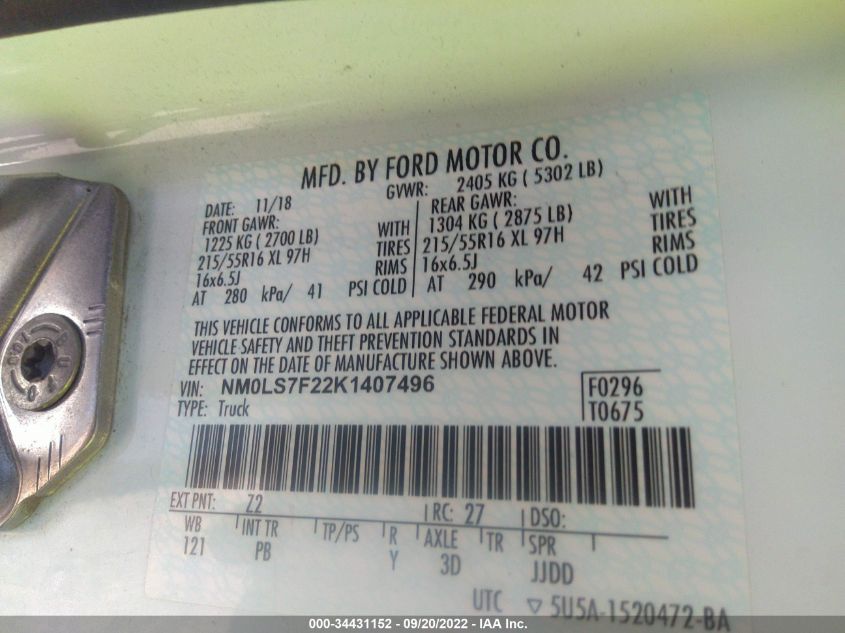 MFD. BY FORD MOTOR CO.
DATE: 11/18 GVWR: 2405 KG ( 5302 LB)
FRONT GAWR: REAR GAWR:
1225 KG ( 2700 LB) WITH 1304 KG ( 2875 LB) WITH
215/55R16 XL 97H TIRES 215/55R16 XL 97H TIRES
16x6.5J RIMS 16x6.5J RIMS
AT 280 kPa/ 41 PSI COLD AT 290 kPa/ 42 PSI COLD
THIS VEHICLE CONFORMS TO ALL APPLICABLE FEDERAL MOTOR
VEHICLE SAFETY AND THEFT PREVENTION STANDARDS IN
EFFECT ON THE DATE OF MANUFACTURE SHOWN ABOVE.
VIN: NM0LS7F22K1407496 F0296
TYPE: Truck T0675
EXT PNT: Z2 RC: 27 DSO:
WB INT TR TP/PS R AXLE TR SPR
121 PB Y 3D JJDD
UTC ▽ 5U5A-1520472-BA
000-34431152 - 09/20/2022 - IAA Inc.